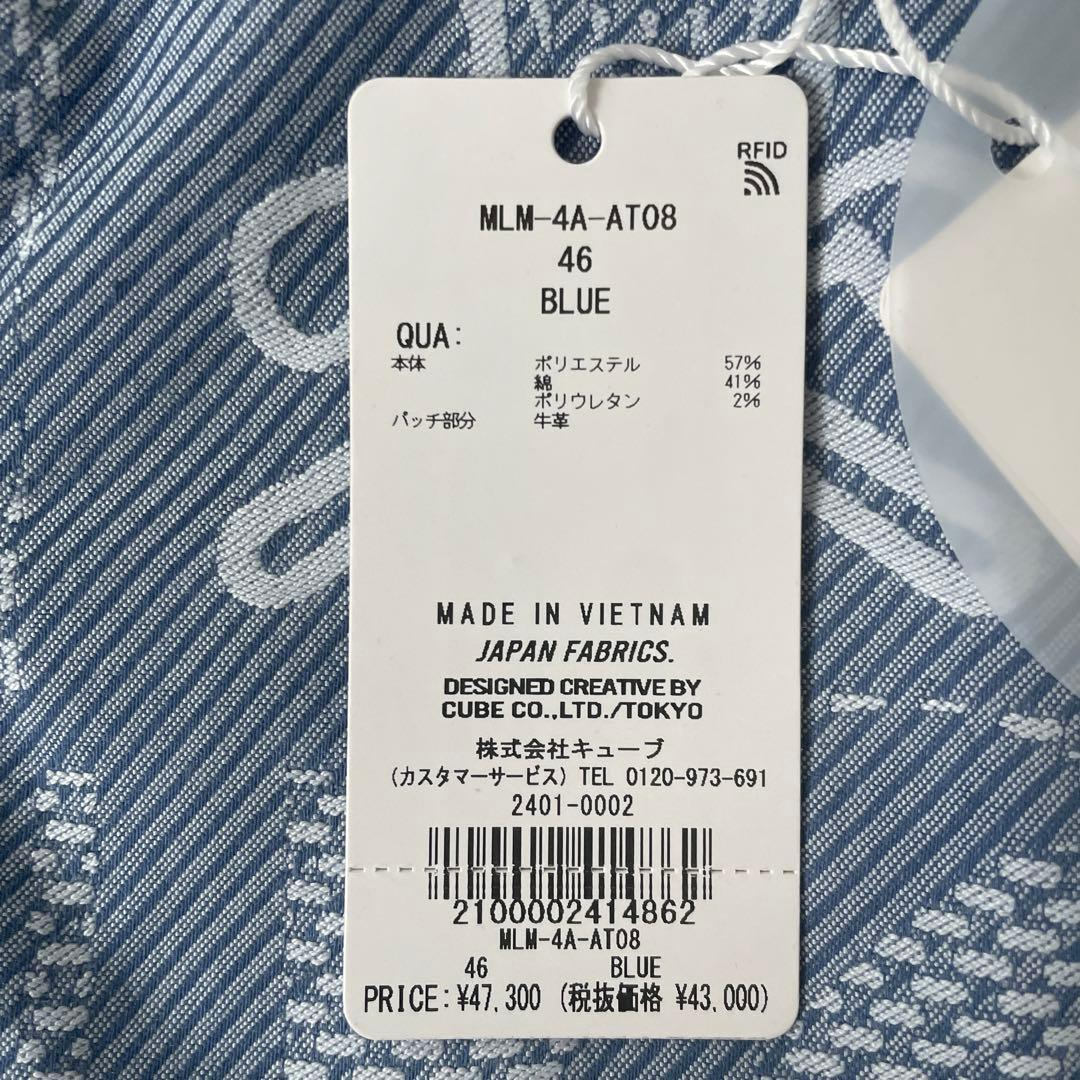 RFID
MLM-4A-AT08
46
BLUE
QUA:
本体 ポリエステル 57%
綿 41%
ポリウレタン 2%
パッチ部分 牛革
MADE IN VIETNAM
JAPAN FABRICS.
DESIGNED CREATIVE BY
CUBE CO.,LTD./TOKYO
株式会社キューブ
(カスタマーサービス) TEL 0120-973-691
2401-0002
2100002414862
MLM-4A-AT08
46 BLUE
PRICE:¥47,300 (税抜価格 ¥43,000)